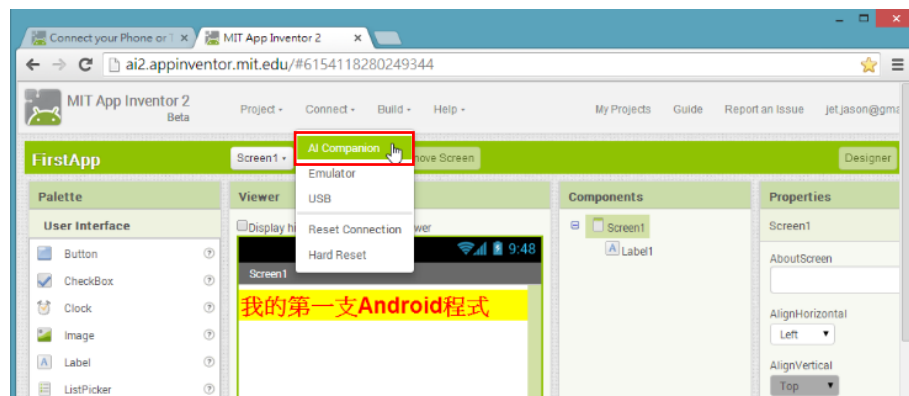 Connect your Phone or T
MIT App Inventor 2
ai2.appinventor.mit.edu/#6154118280249344
MIT App Inventor 2
Beta
Project
Connect
Build
Help
My Projects
Guide
Report an Issue
jet.jason@gma
FirstApp
Screen1
AI Companion
Emulator
USB
Reset Connection
Hard Reset
move Screen
Designer
Palette
User Interface
Button
CheckBox
Clock
Image
Label
ListPicker
Viewer
Display hi
wer
9:48
Screen1
我的第一支Android程式
Components
Screen1
Label1
Properties
Screen1
AboutScreen
AlignHorizontal
Left
AlignVertical
Top